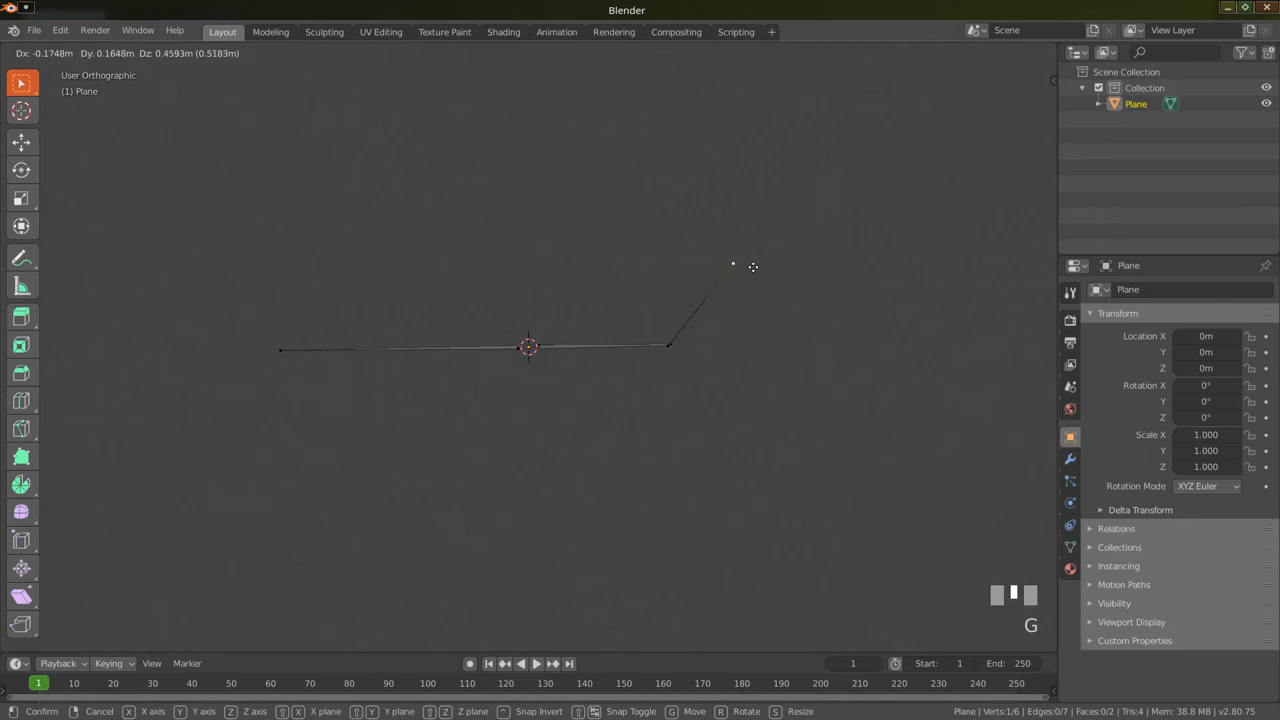 Blender
File Edit Render Window Help Layout Modeling Sculpting UV Editing Texture Paint Shading Animation Rendering Compositing Scripting + Scene View Layer
Dx: -0.1748m Dy: 0.1648m Dz: 0.4593m (0.5183m)
User Orthographic
(1) Plane
Scene Collection
Collection
Plane
Plane
Plane
Transform
Location X 0m
Y 0m
Z 0m
Rotation X 0°
Y 0°
Z 0°
Scale X 1.000
Y 1.000
Z 1.000
Rotation Mode XYZ Euler
Delta Transform
Relations
Collections
Instancing
Motion Paths
Visibility
Viewport Display
Custom Properties
G
Playback Keying View Marker 1 Start: 1 End: 250
1 10 20 30 40 50 60 70 80 90 100 110 120 130 140 150 160 170 180 190 200 210 220 230 240 250
Confirm Cancel X X axis Y Y axis Z Z axis X X plane Y Y plane Z Z plane Snap Invert Snap Toggle G Move R Rotate S Resize Plane | Verts:1/6 | Edges:0/7 | Faces:0/2 | Tris:4 | Mem: 38.8 MB | v2.80.75